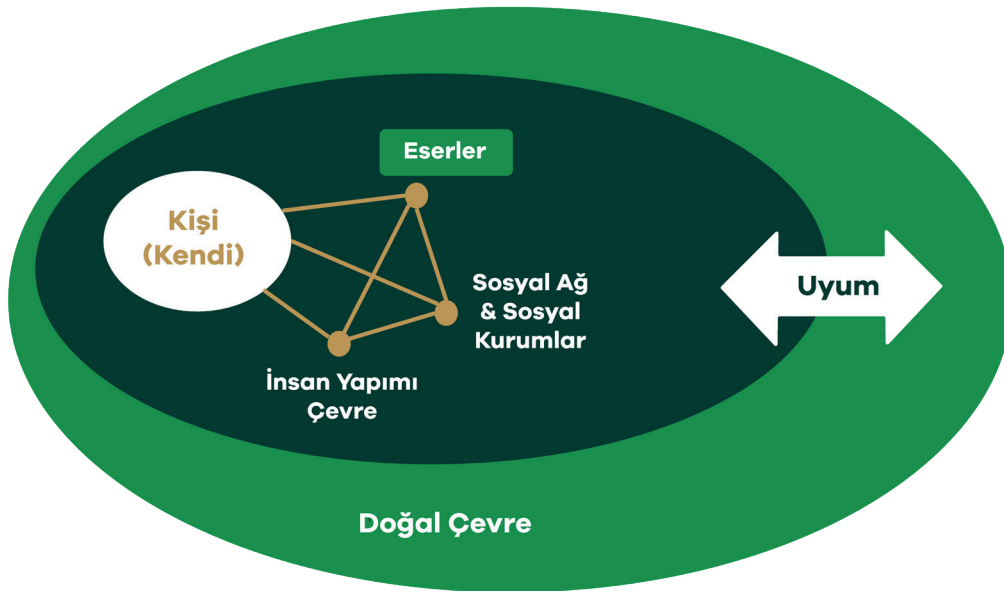 Eserler
Kişi
(Kendi)
Sosyal Ağ
& Sosyal
Kurumlar
Uyum
İnsan Yapımı
Çevre
Doğal Çevre